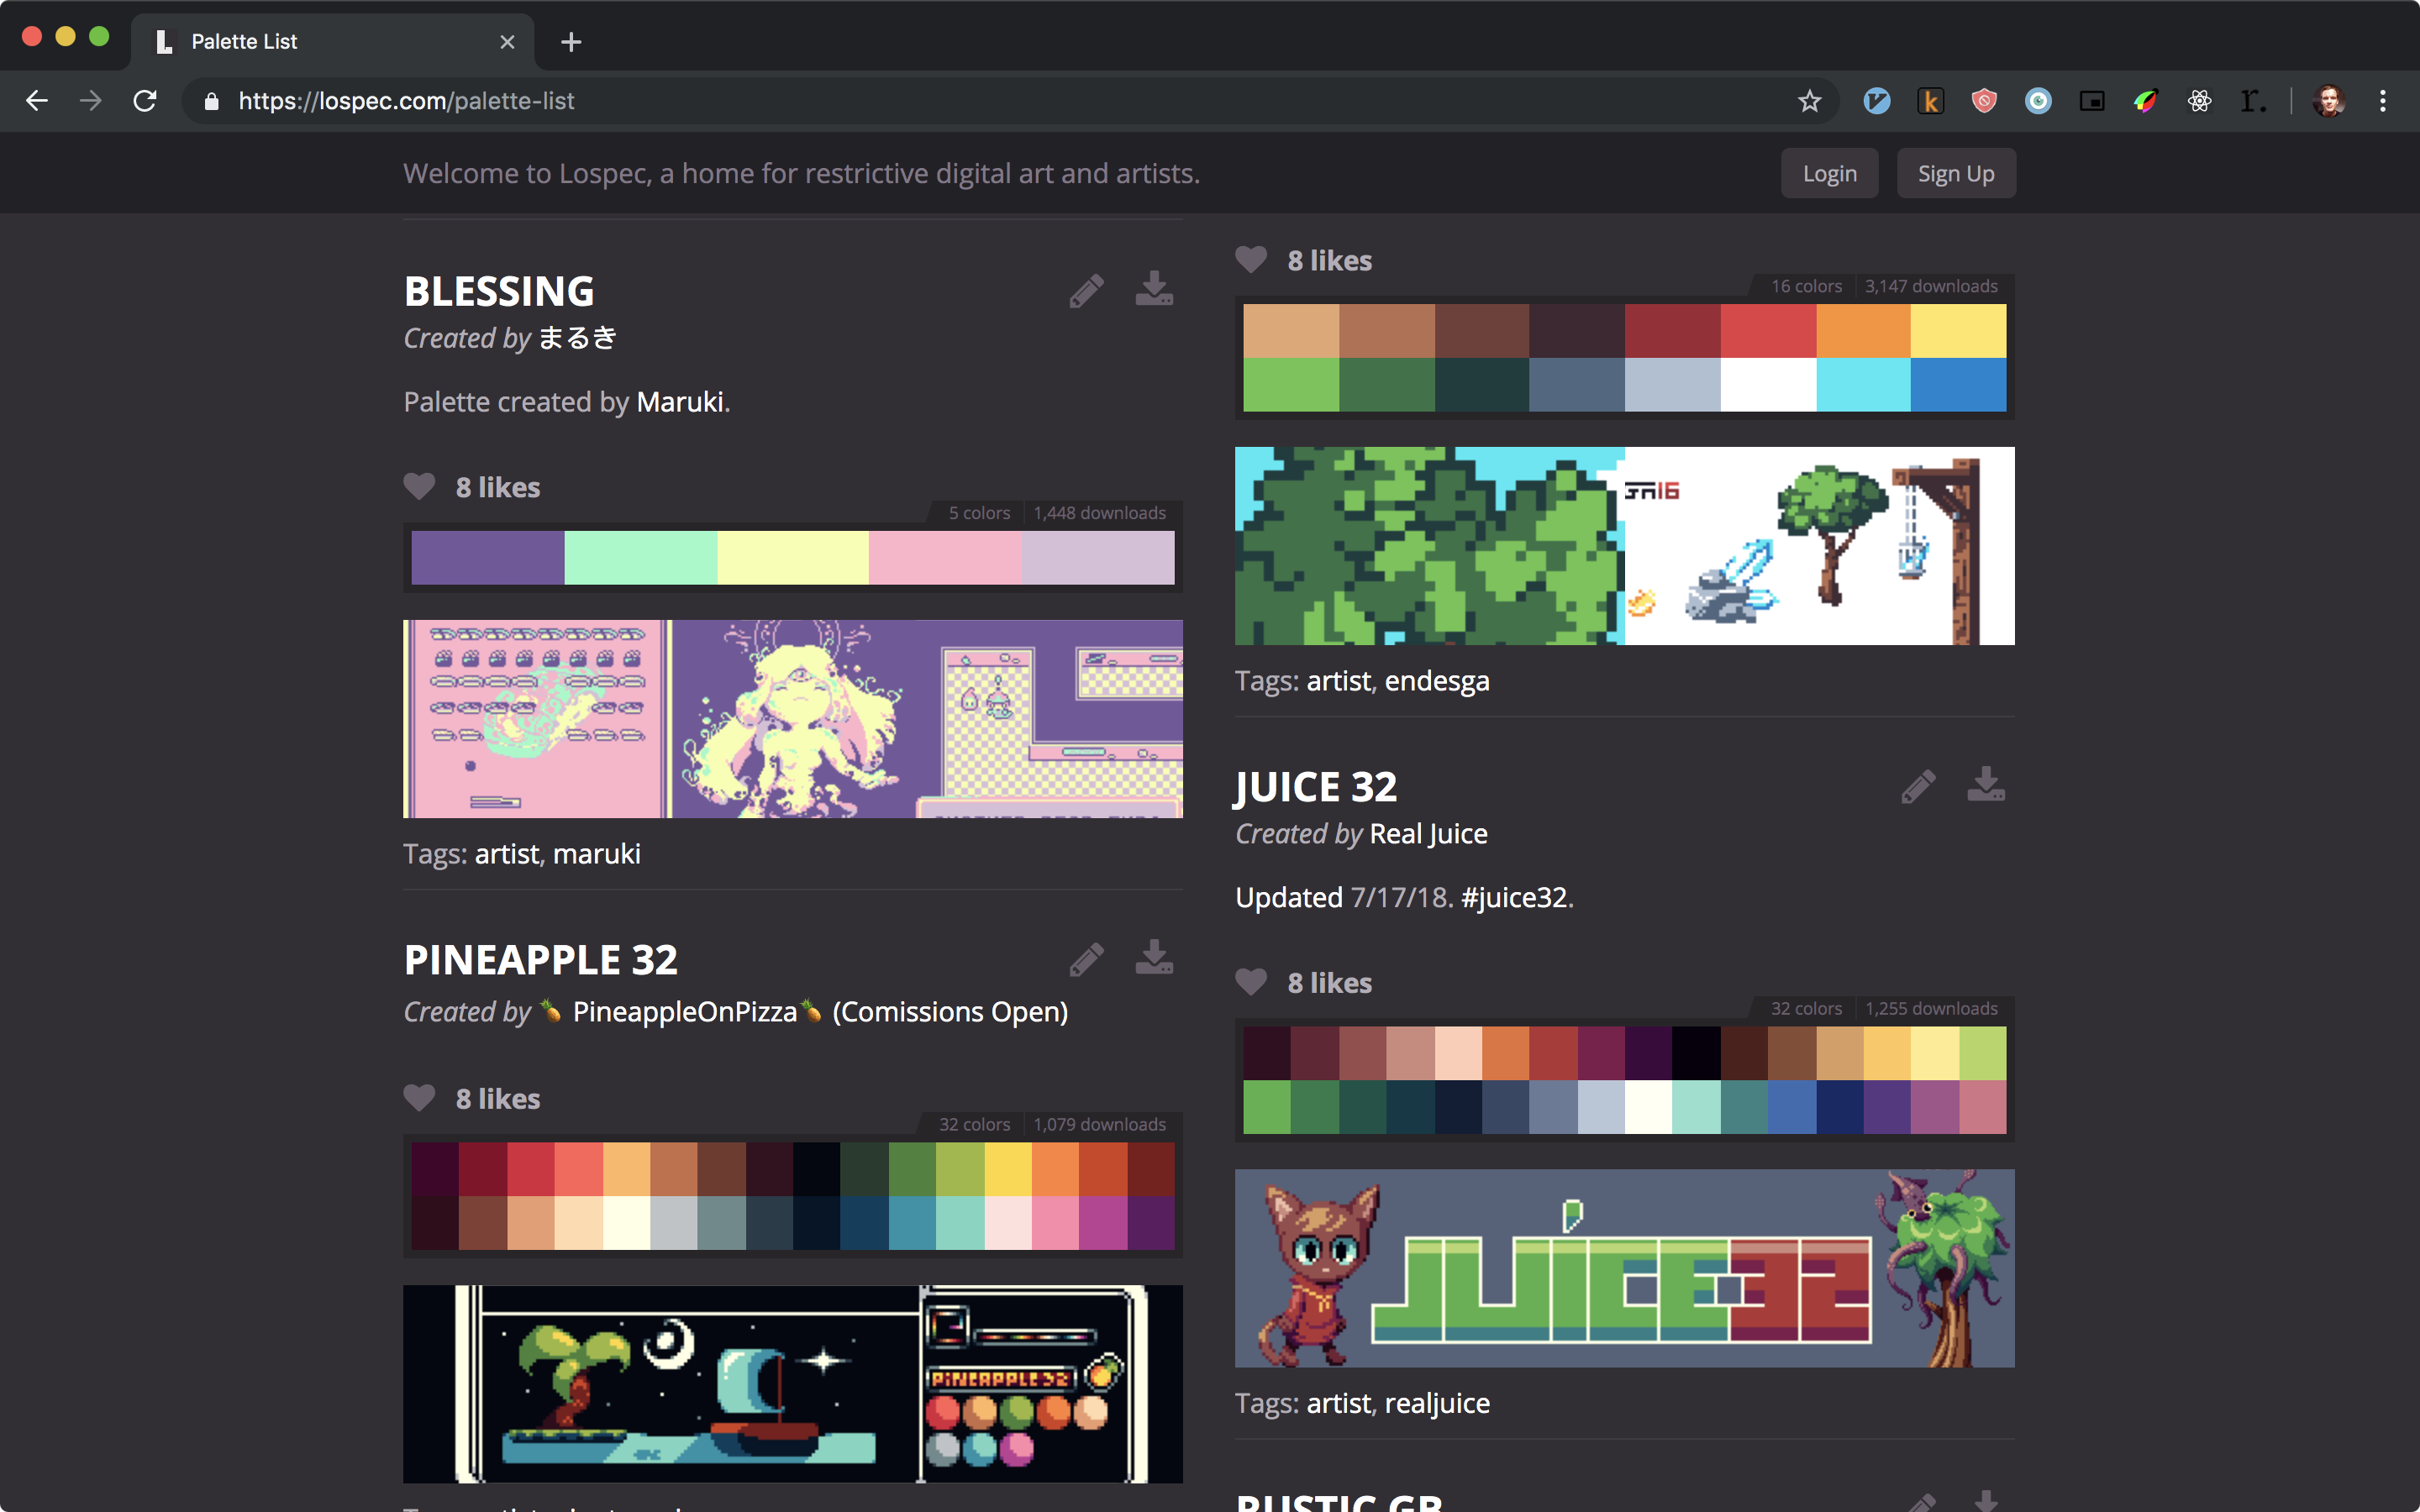 Palette List
https://lospec.com/palette-list
Welcome to Lospec, a home for restrictive digital art and artists.
Login
Sign Up
BLESSING
Created by まるき
Palette created by Maruki.
8 likes
5 colors
1,448 downloads
Tags: artist, maruki
PINEAPPLE 32
Created by 🍍 PineappleOnPizza🍍 (Comissions Open)
8 likes
32 colors
1,079 downloads
PINEAPPLE32
8 likes
16 colors
3,147 downloads
Tags: artist, endesga
JUICE 32
Created by Real Juice
Updated 7/17/18. #juice32.
8 likes
32 colors
1,255 downloads
JUICE32
Tags: artist, realjuice
RUSTIC GB